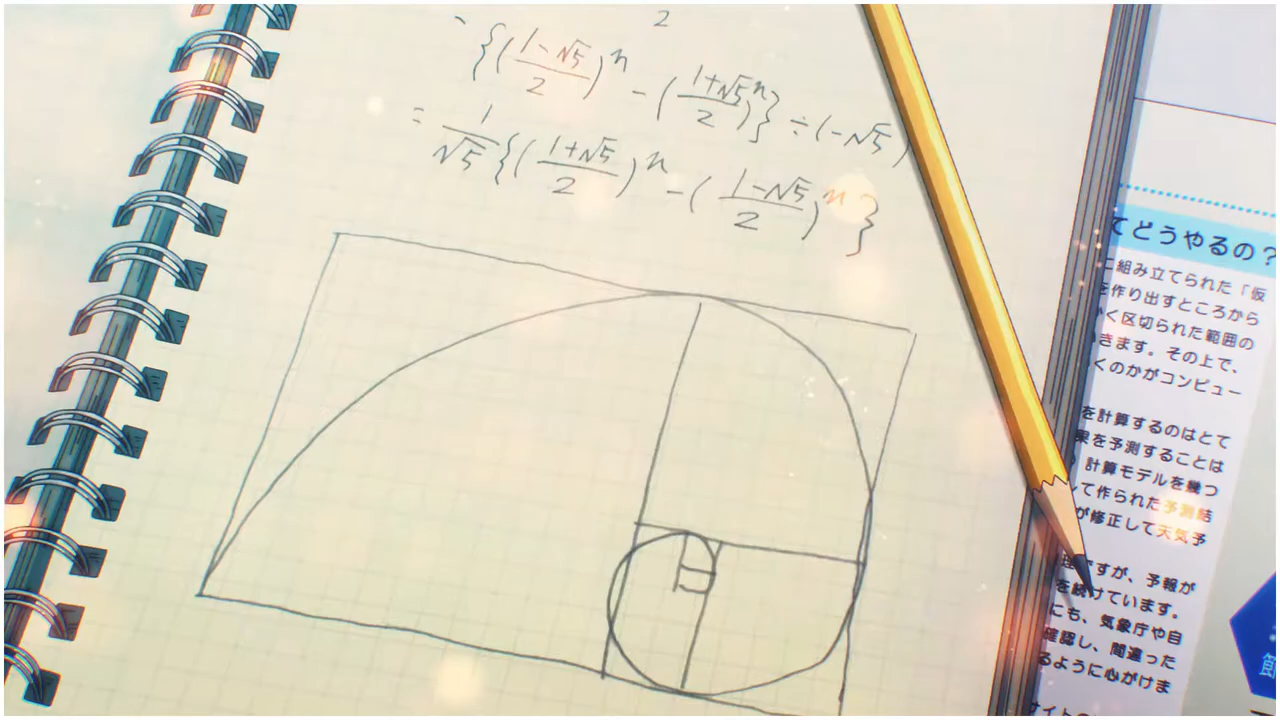 2
{(1-√5/2)^n - (1+√5/2)^n} ÷ (-√5)
= 1/√5 {(1+√5/2)^n - (1-√5/2)^n}
てどうやるの?
組み立てられた「仮
を作り出すところから
く区切られた範囲の
きます。その上で、
くのかがコンピュー
を計算するのはとて
果を予測することは
計算モデルを幾つ
て作られた予測結
が修正して天気予
ですが、予報が
を続けています。
にも、気象庁や自
確認し、間違った
るように心がけま
サイトの
節